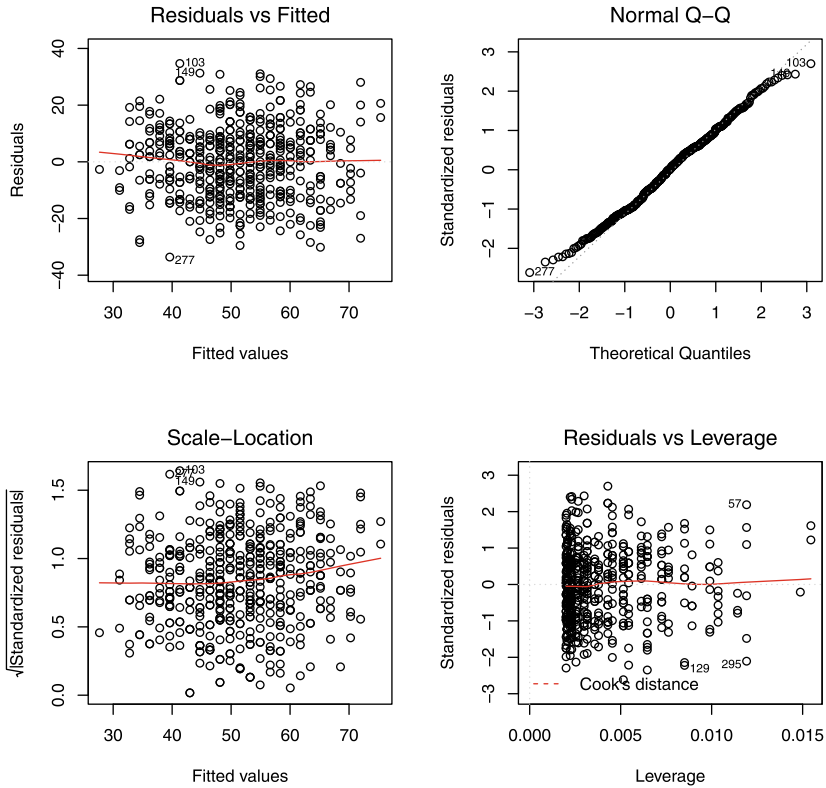 Residuals vs Fitted
Residuals
40
20
0
−20
−40
103
149
277
30 40 50 60 70
Fitted values
Normal Q−Q
Standardized residuals
3
2
1
0
−1
−2
103
149
277
−3 −2 −1 0 1 2 3
Theoretical Quantiles
Scale−Location
√|Standardized residuals|
1.5
1.0
0.5
0.0
103
277
149
30 40 50 60 70
Fitted values
Residuals vs Leverage
Standardized residuals
3
2
1
0
−1
−2
−3
57
129
295
Cook's distance
0.000 0.005 0.010 0.015
Leverage